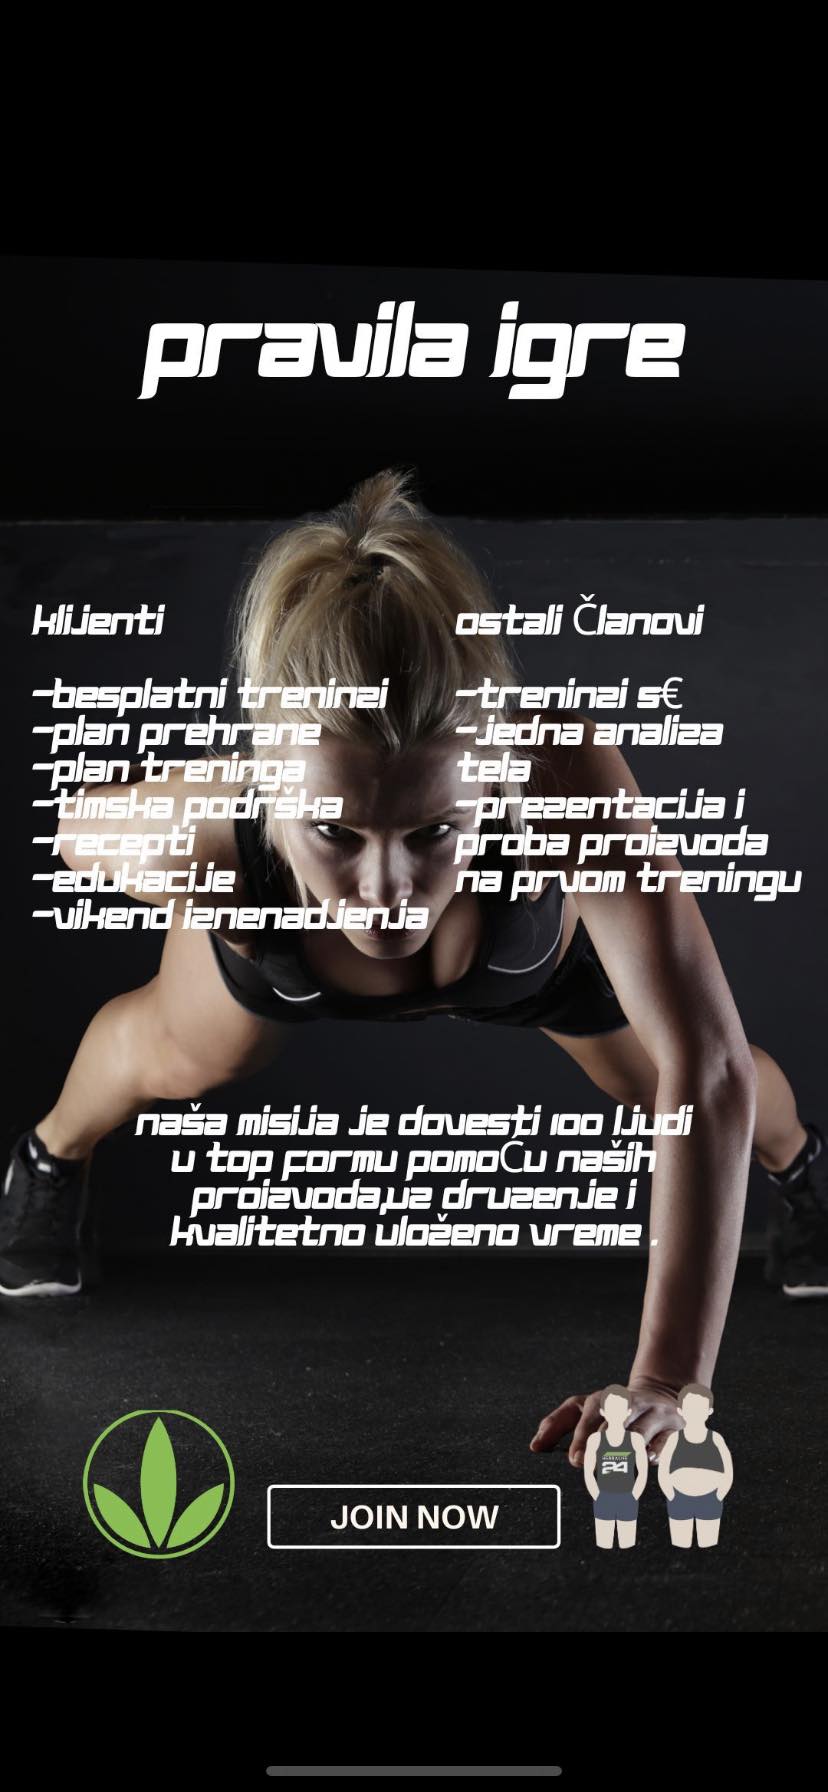 pravila igre
klijenti
-besplatni treninzi
-plan prehrane
-plan treninga
-timska podrška
-recepti
-edukacije
-vikend iznenadjenja
ostali Članovi
-treninzi 5€
-jedna analiza
tela
-prezentacija i
proba proizvoda
na prvom treningu
naša misija je dovesti 100 ljudi
u top formu pomoĆu naših
proizvoda,uz druzenje i
kvalitetno uloženo vreme .
JOIN NOW
HERBALIFE
24